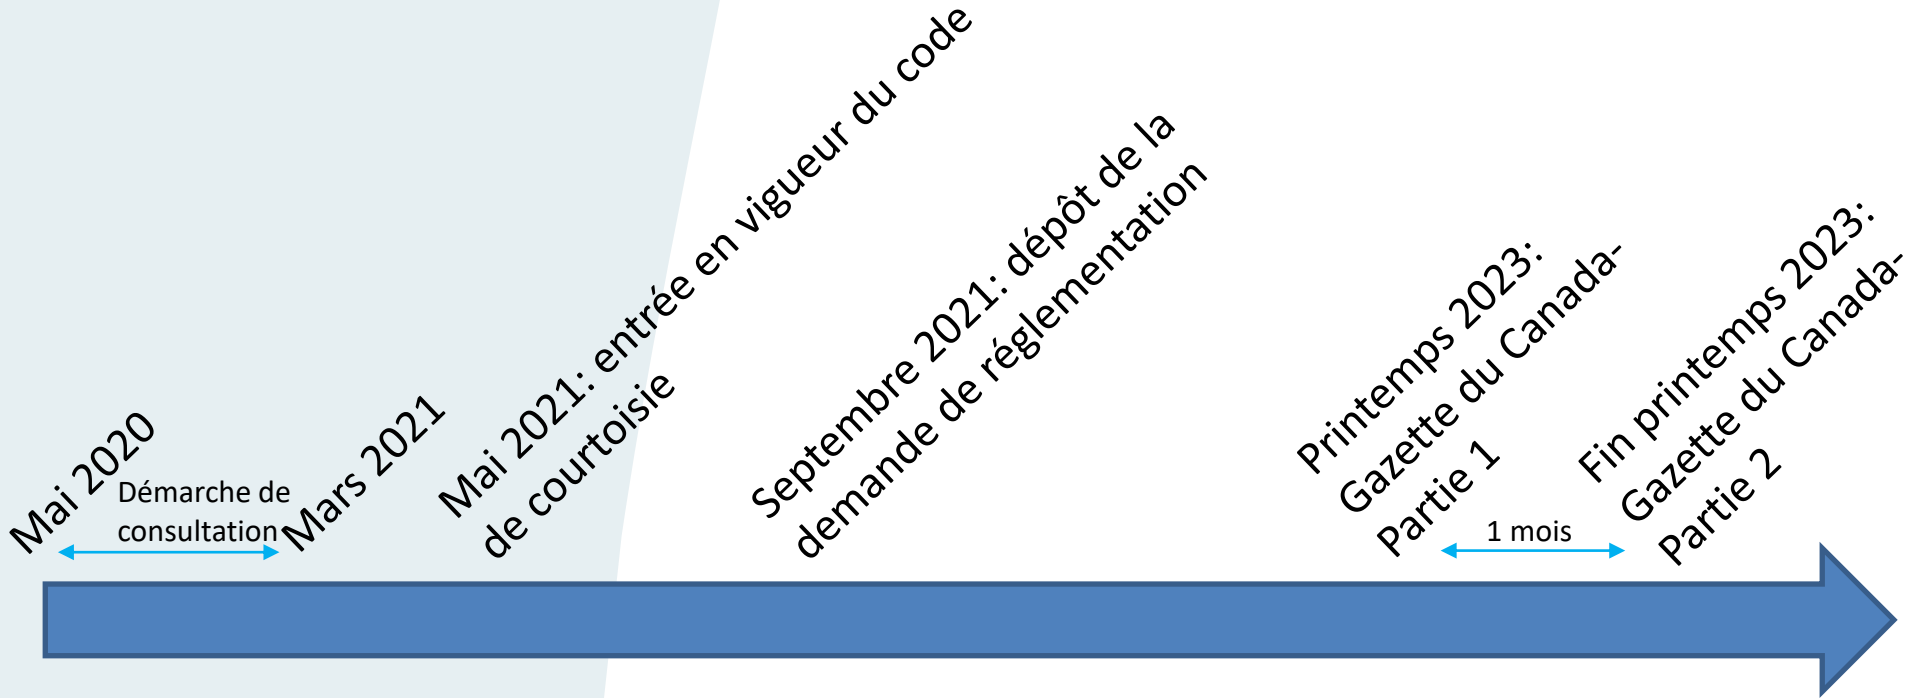 Mai 2020
Démarche de
consultation
Mars 2021
Mai 2021: entrée en vigueur du code
de courtoisie
Septembre 2021: dépôt de la
demande de réglementation
Printemps 2023:
Gazette du Canada-
Partie 1
1 mois
Fin printemps 2023:
Gazette du Canada-
Partie 2